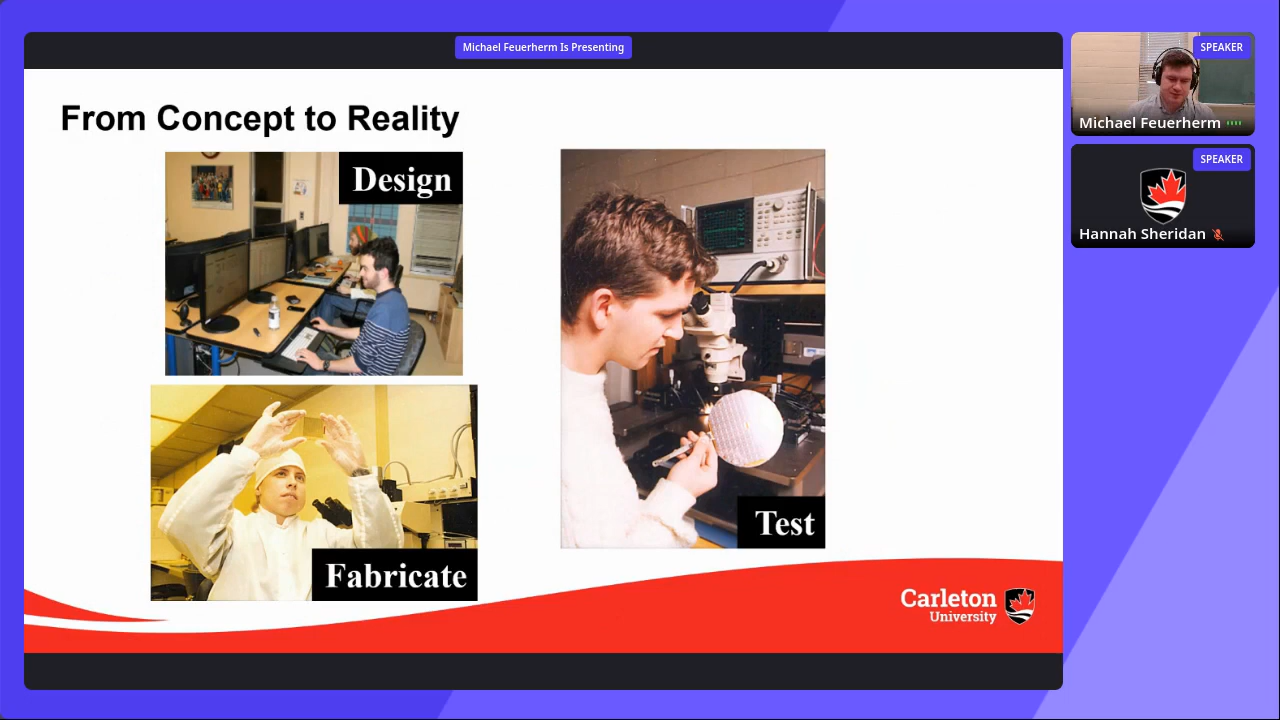 Michael Feuerherm Is Presenting
From Concept to Reality
Design
Fabricate
Test
Carleton
University
SPEAKER
Michael Feuerherm
SPEAKER
Hannah Sheridan